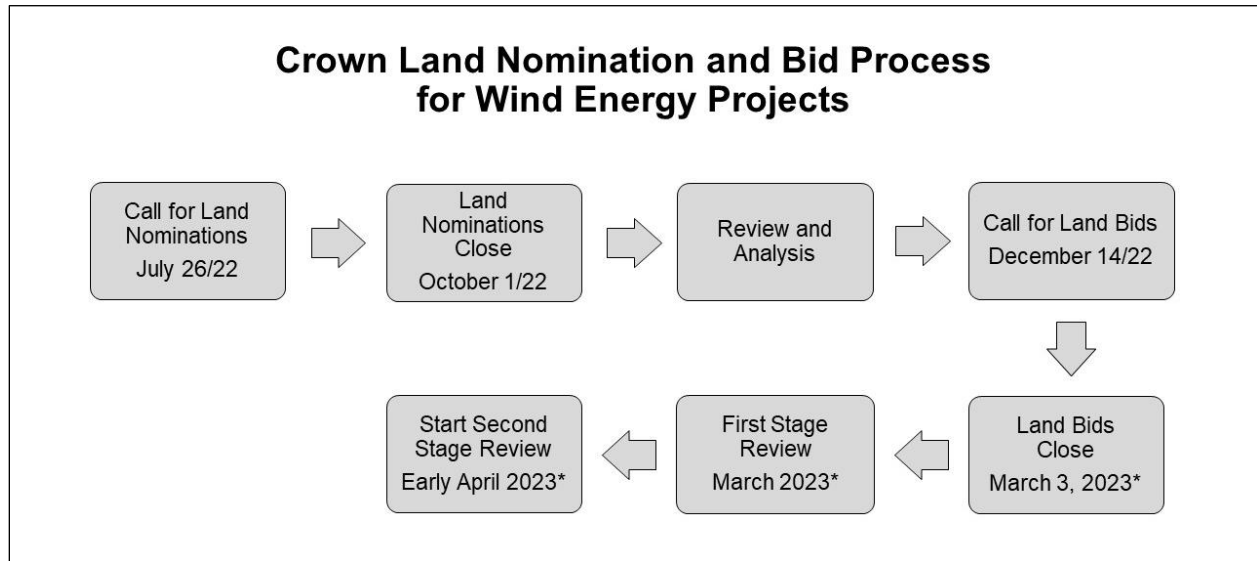 Crown Land Nomination and Bid Process
for Wind Energy Projects
Call for Land
Nominations
July 26/22
Land
Nominations
Close
October 1/22
Review and
Analysis
Call for Land Bids
December 14/22
Land Bids
Close
March 3, 2023*
First Stage
Review
March 2023*
Start Second
Stage Review
Early April 2023*